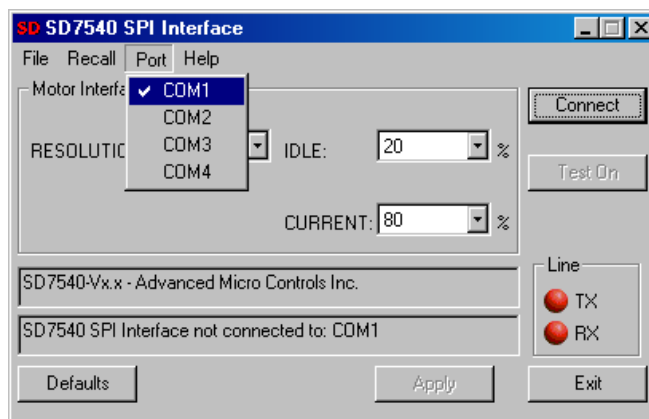 SD SD7540 SPI Interface
File Recall Port Help
Motor Interfa
COM1
COM2
COM3
COM4
RESOLUTIO
IDLE: 20 %
CURRENT: 80 %
Connect
Test On
SD7540-Vx.x - Advanced Micro Controls Inc.
SD7540 SPI Interface not connected to: COM1
Line
TX
RX
Defaults
Apply
Exit